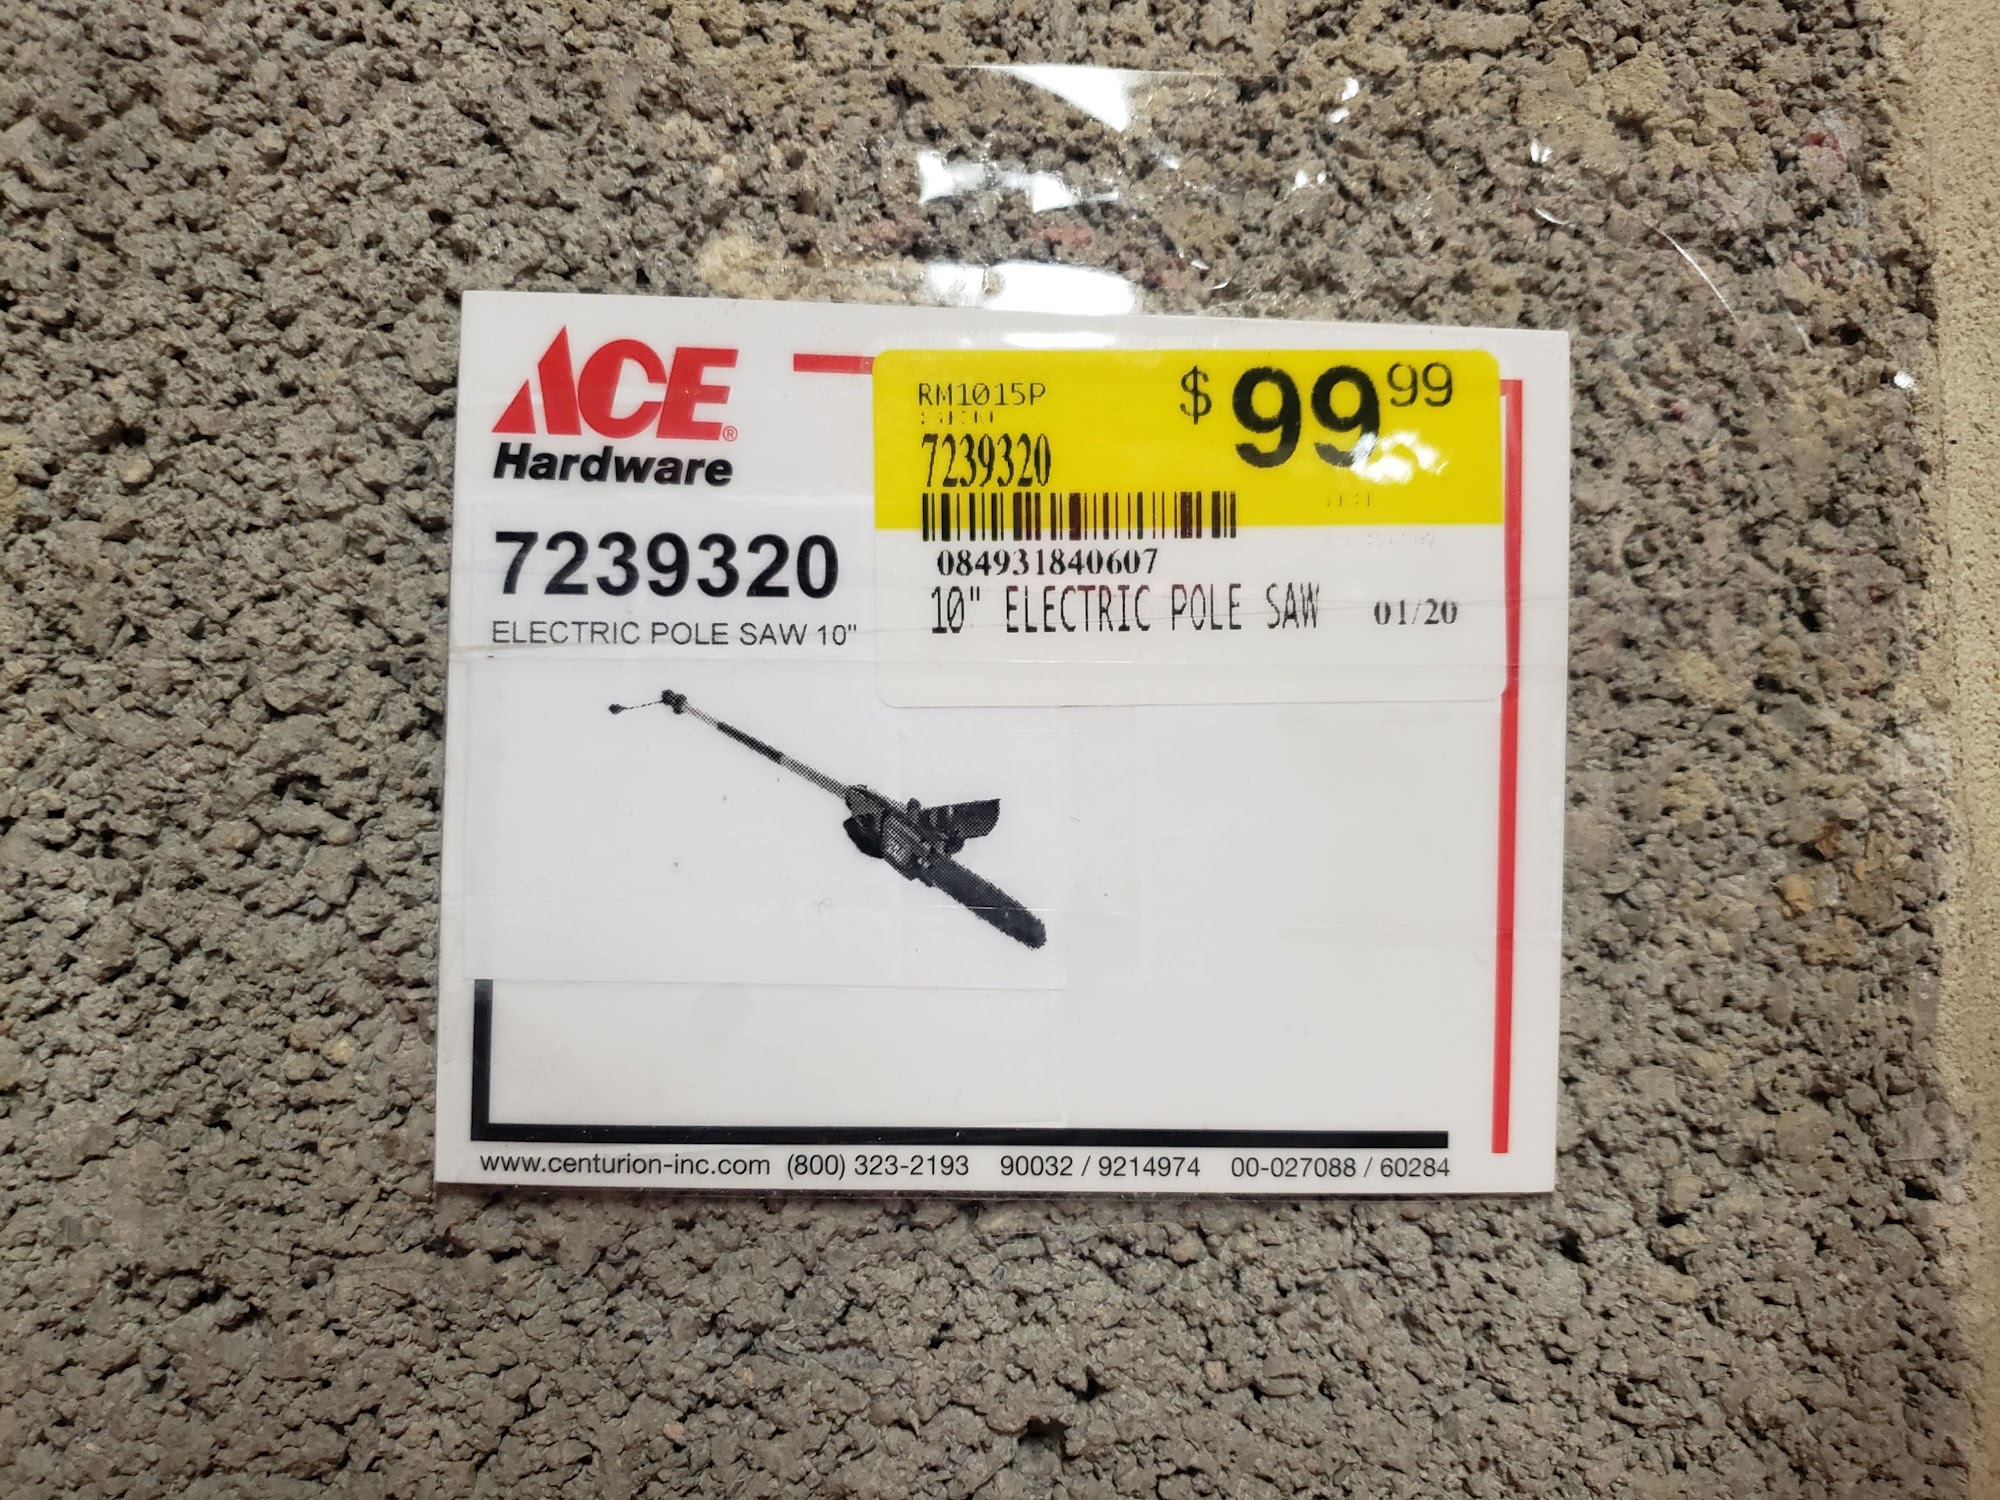 ACE®
Hardware
7239320
ELECTRIC POLE SAW 10"
RM1015P
$ 99 99
7239320
084931840607
10" ELECTRIC POLE SAW 01/20
www.centurion-inc.com (800) 323-2193 90032 / 9214974 00-027088 / 60284